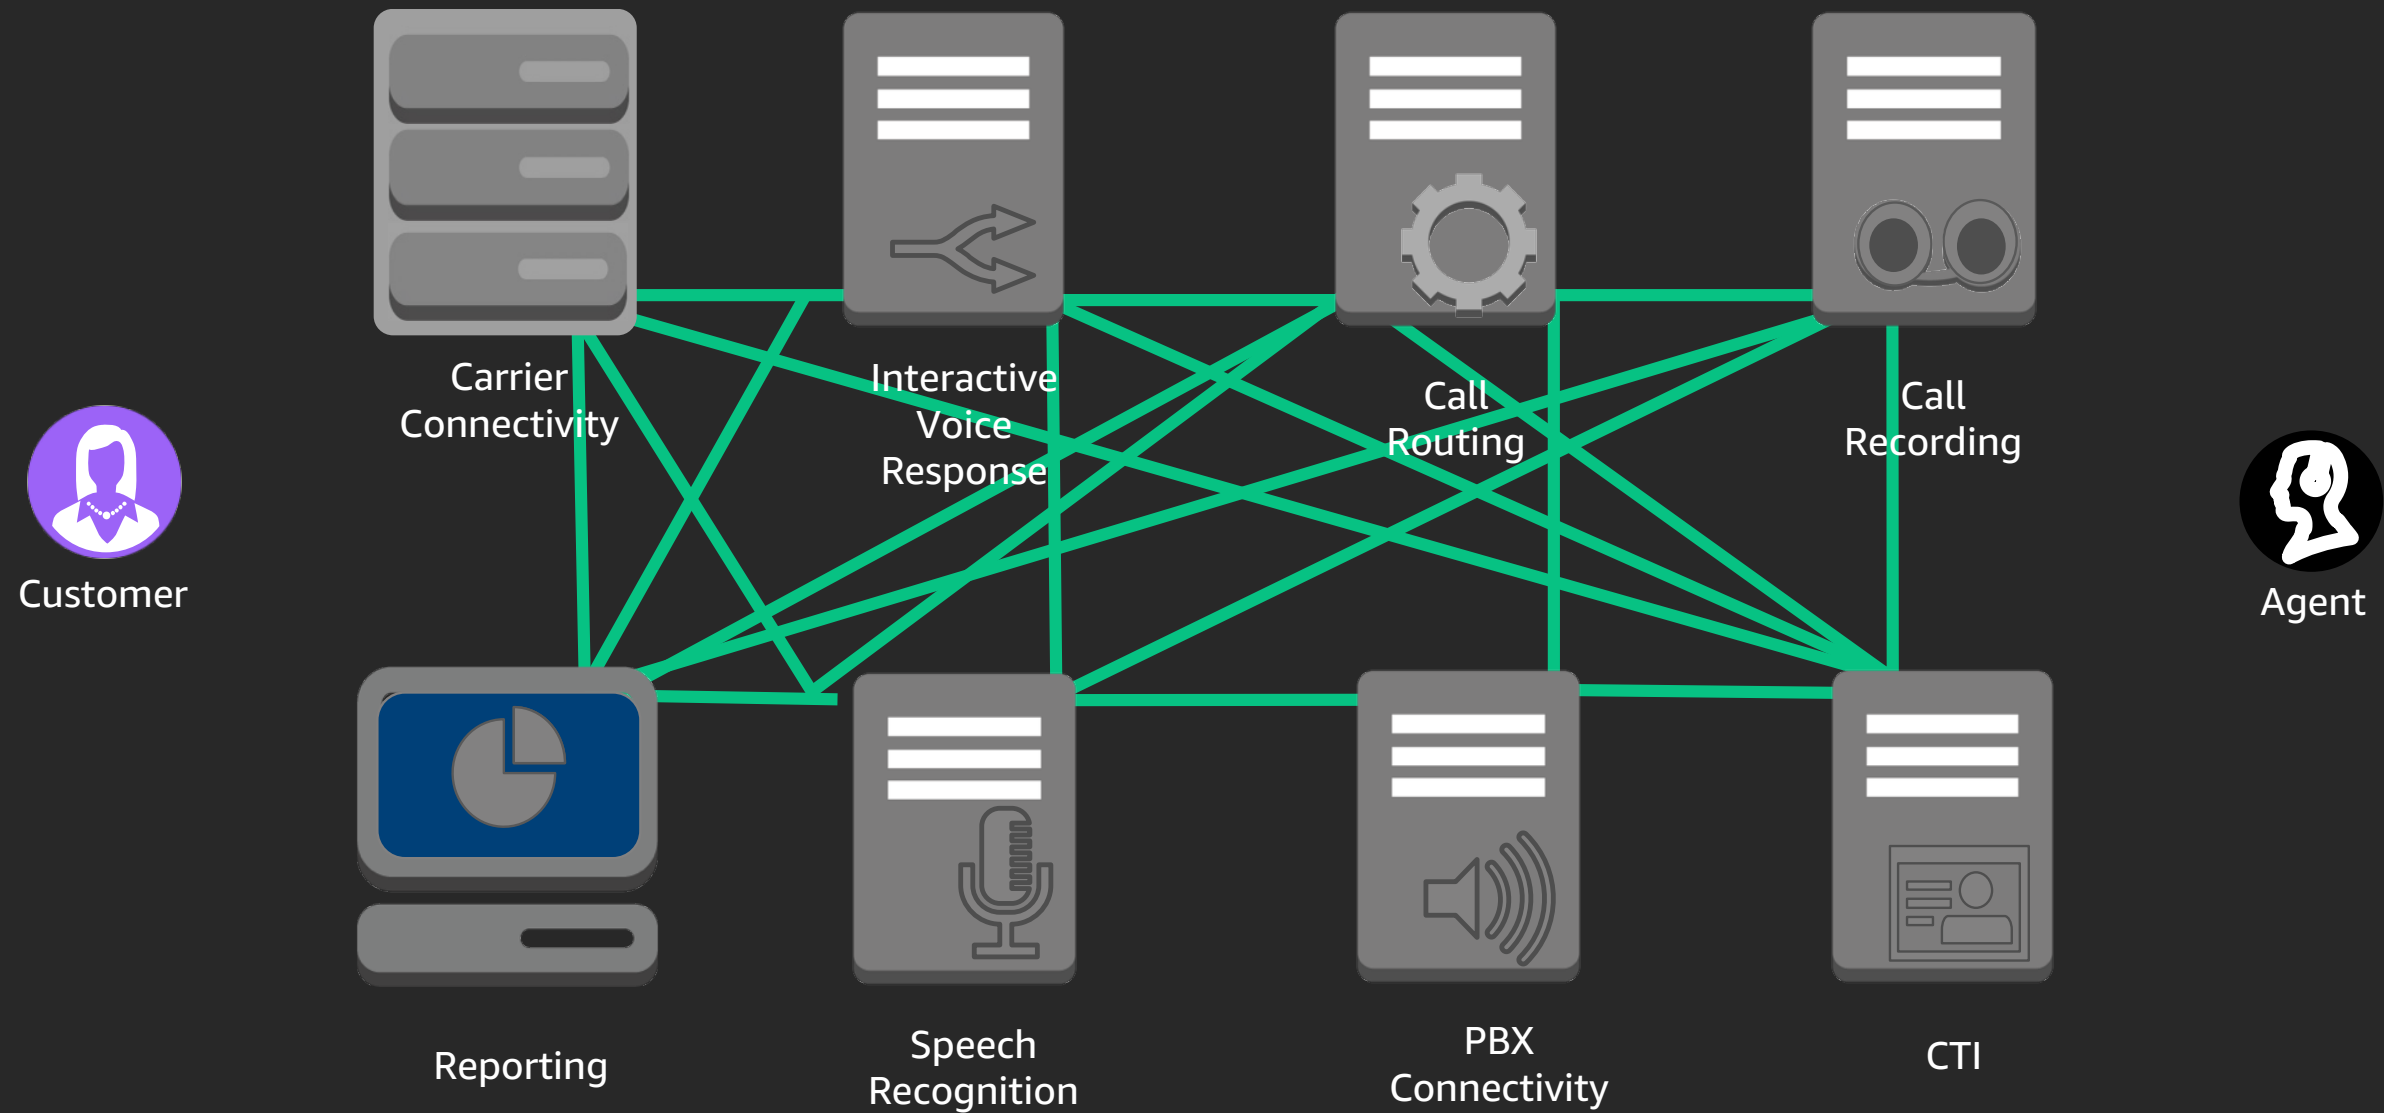 Carrier
Connectivity
Interactive
Voice
Response
Call
Routing
Call
Recording
Customer
Agent
Reporting
Speech
Recognition
PBX
Connectivity
CTI